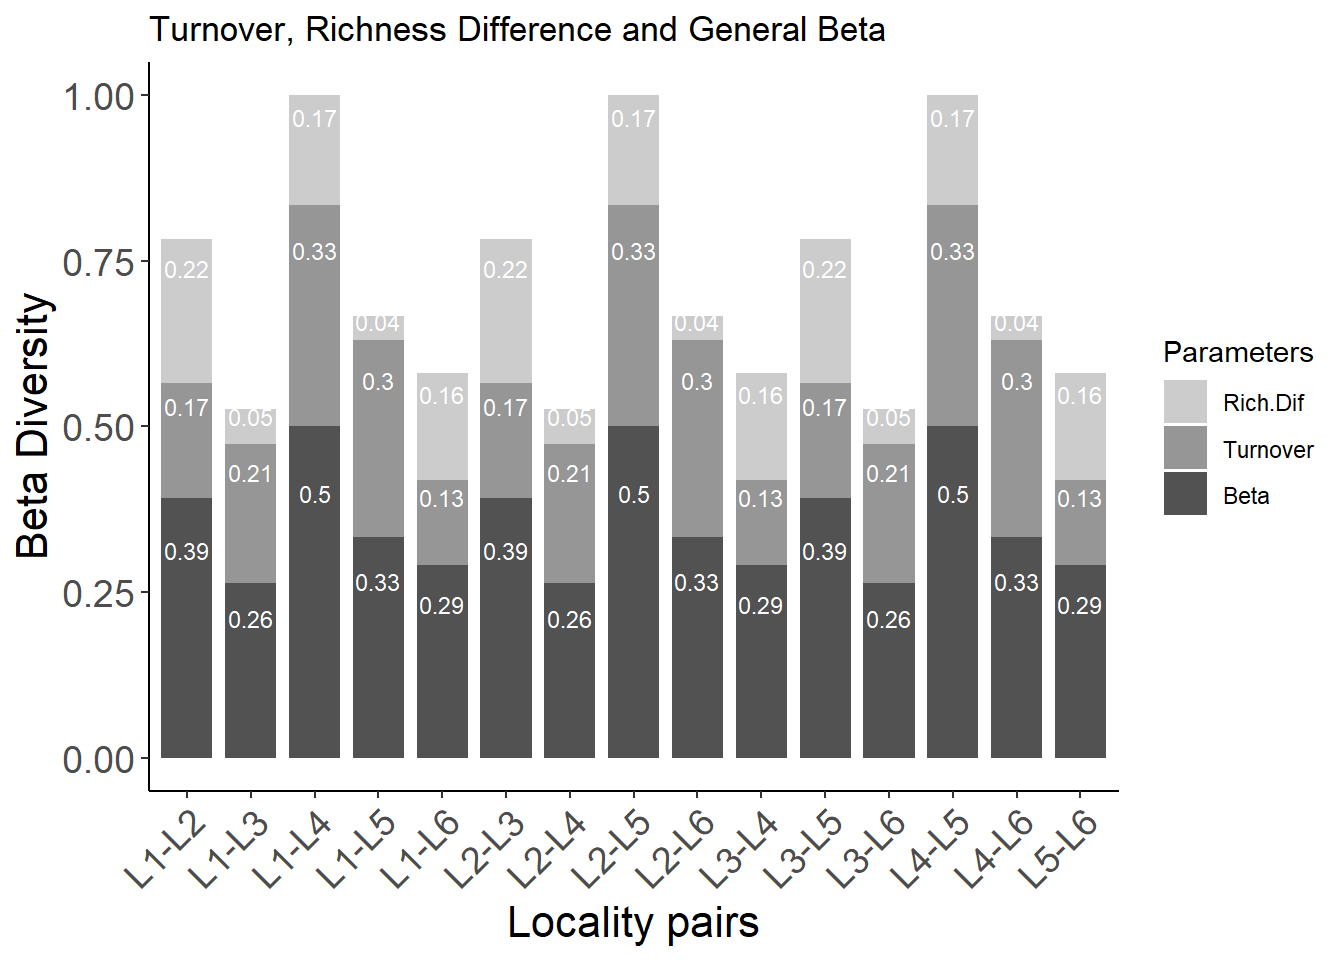 Turnover, Richness Difference and General Beta
Beta Diversity
1.00
0.75
0.50
0.25
0.00
0.22 0.17 0.39
0.05 0.21 0.26
0.17 0.33 0.5
0.04 0.3 0.33
0.16 0.13 0.29
0.22 0.17 0.39
0.05 0.21 0.26
0.17 0.33 0.5
0.04 0.3 0.33
0.16 0.13 0.29
0.22 0.17 0.39
0.05 0.21 0.26
0.17 0.33 0.5
0.04 0.3 0.33
0.16 0.13 0.29
L1-L2 L1-L3 L1-L4 L1-L5 L1-L6 L2-L3 L2-L4 L2-L5 L2-L6 L3-L4 L3-L5 L3-L6 L4-L5 L4-L6 L5-L6
Locality pairs
Parameters
Rich.Dif
Turnover
Beta